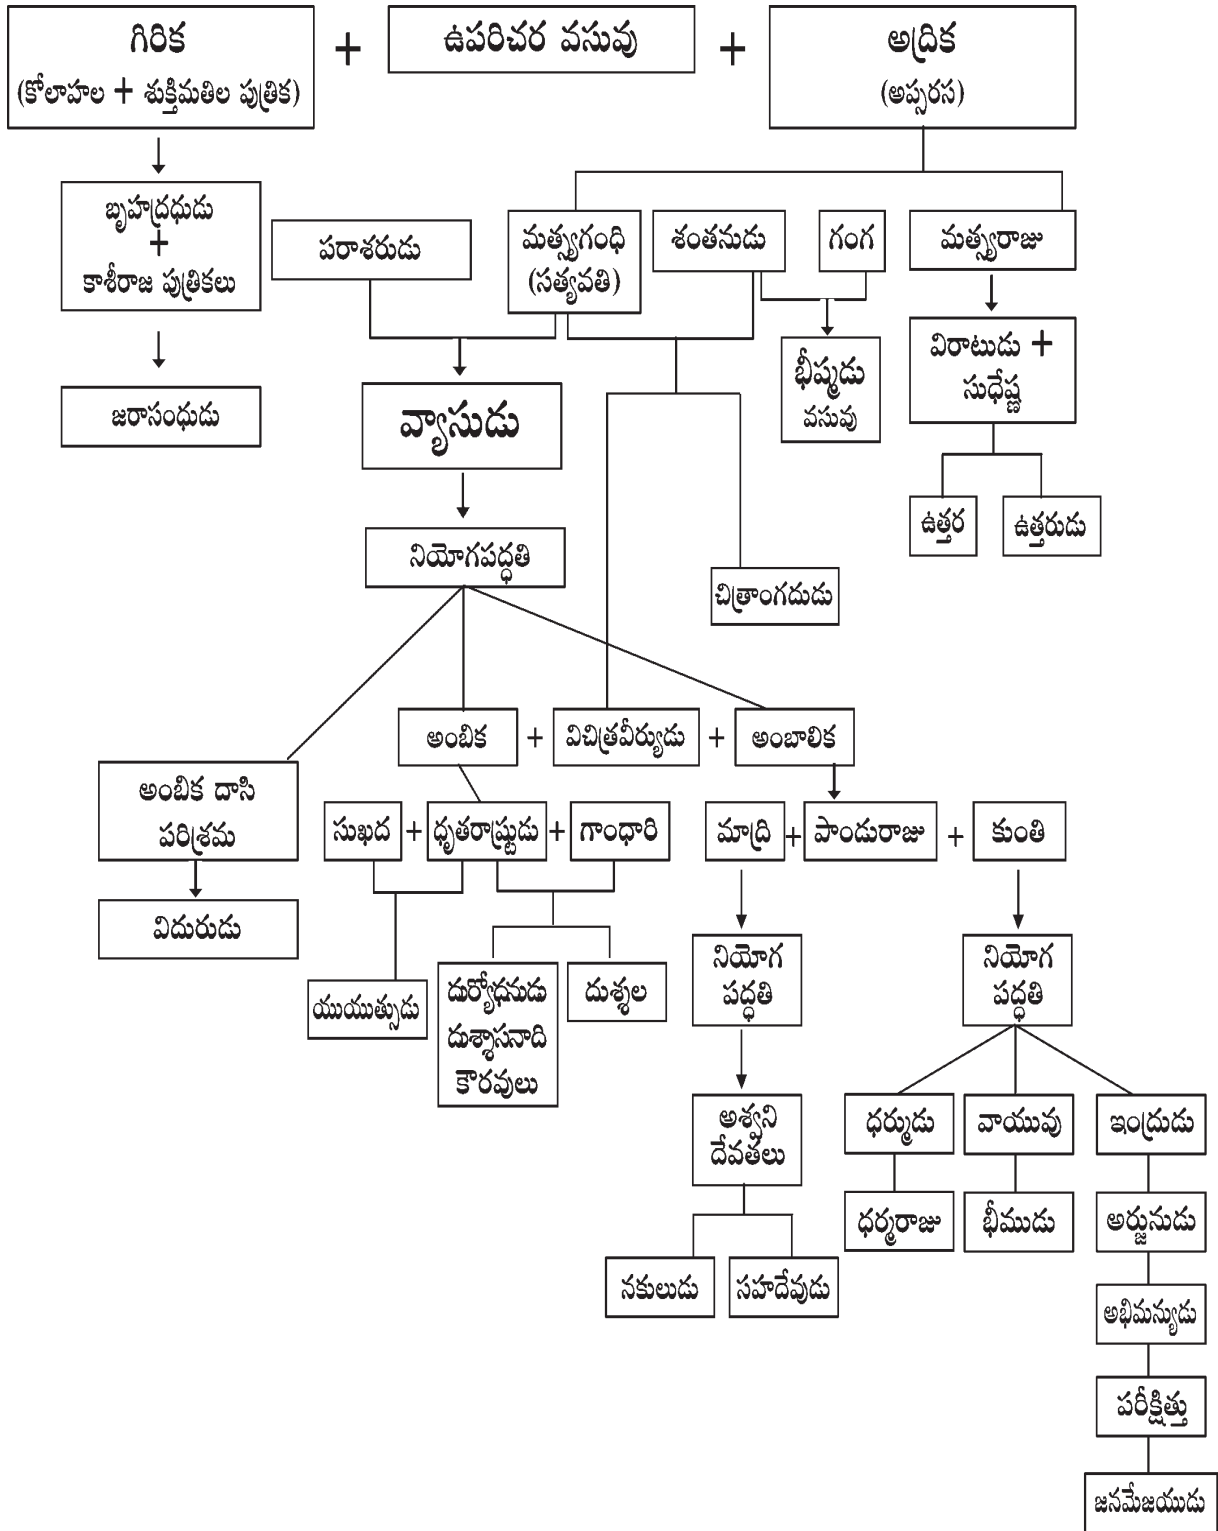 గిరిక + ఉపరిచర వసువు + అద్రిక
(కోలాహల + శుక్తిమతిల పుత్రిక)
(అప్సరస)
బృహద్రధుడు
+
కాశీరాజ పుత్రికలు
జరాసంధుడు
పరాశరుడు
మత్స్యగంధి
(సత్యవతి)
శంతనుడు
గంగ
మత్స్యరాజు
వ్యాసుడు
భీష్ముడు
వసువు
విరాటుడు +
సుధేష్ణ
ఉత్తర
ఉత్తరుడు
నియోగపద్ధతి
చిత్రాంగదుడు
అంబిక + విచిత్రవీర్యుడు + అంబాలిక
అంబిక దాసి
పరిశ్రమ
విదురుడు
సుఖద + ధృతరాష్ట్రుడు + గాంధారి
మాద్రి + పాండురాజు + కుంతి
యుయుత్సుడు
దుర్యోధనుడు
దుశ్శాసనాది
కౌరవులు
దుశ్శల
నియోగ
పద్ధతి
నియోగ
పద్ధతి
అశ్వని
దేవతలు
ధర్ముడు
వాయువు
ఇంద్రుడు
ధర్మరాజు
భీముడు
అర్జునుడు
నకులుడు
సహదేవుడు
అభిమన్యుడు
పరీక్షిత్తు
జనమేజయుడు